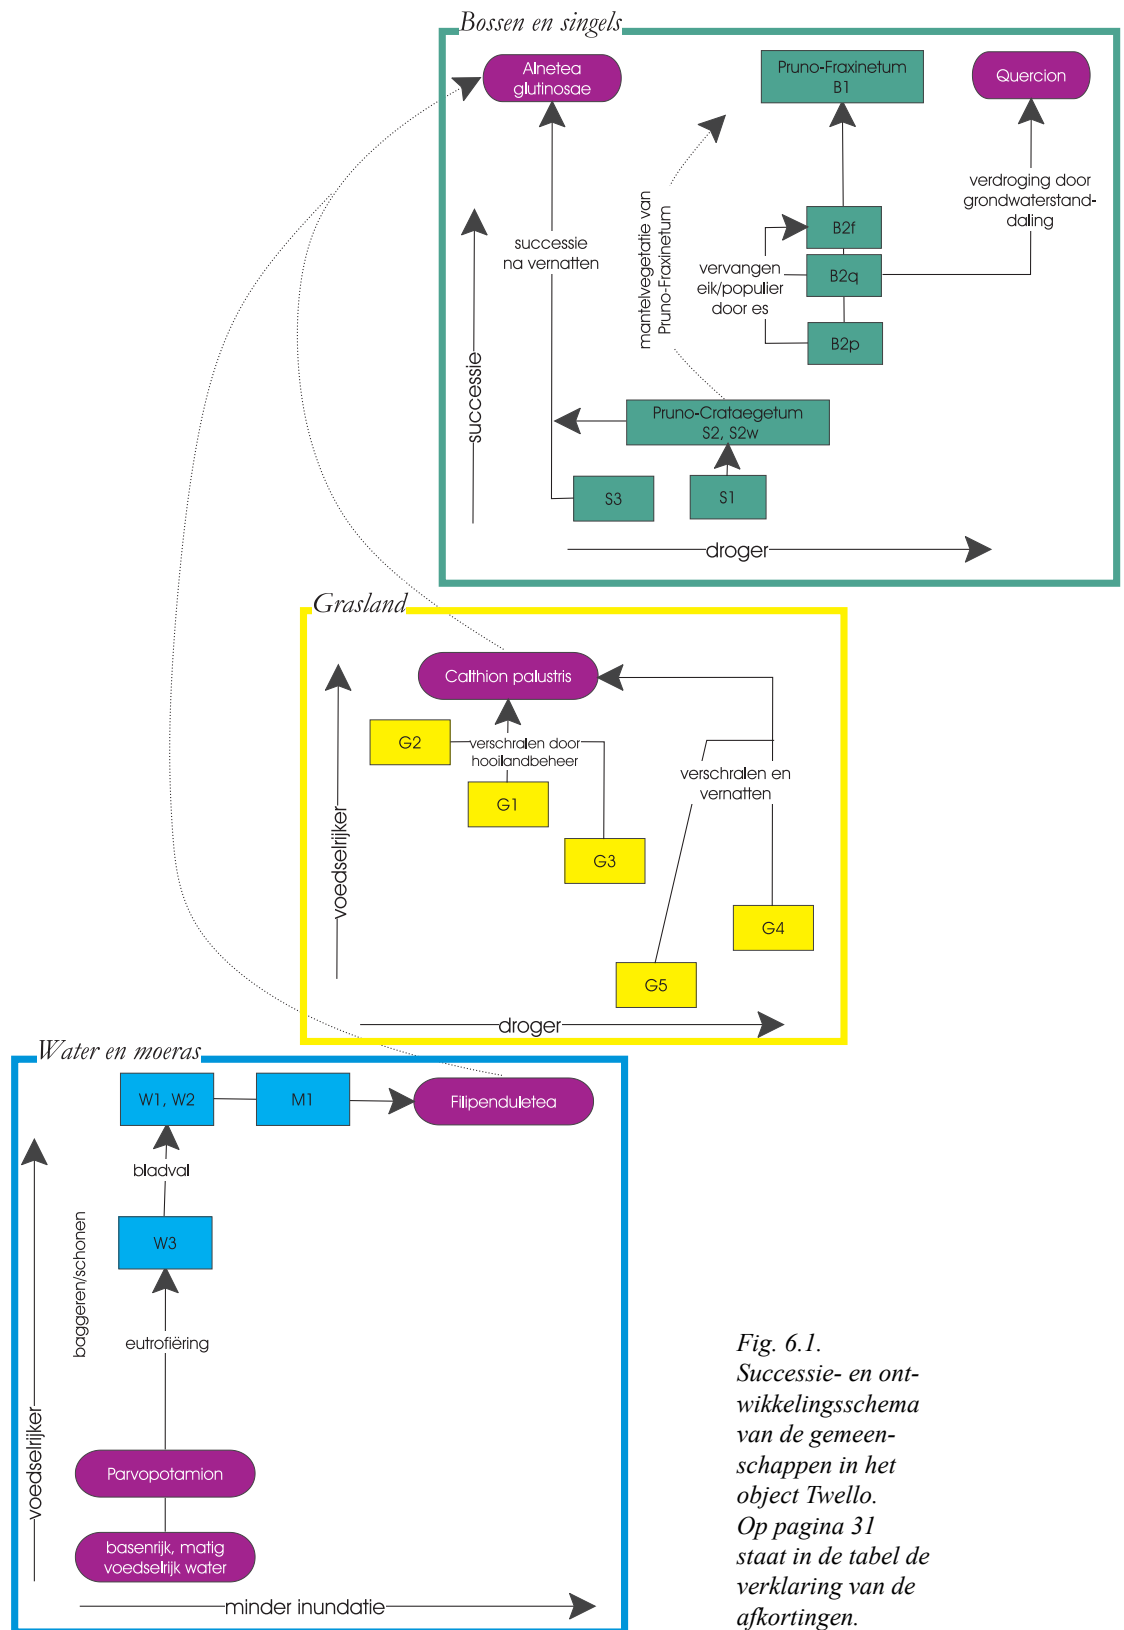 Bossen en singels
Alnetea
glutinosae
Pruno-Fraxinetum
B1
Quercion
verdroging door
grondwaterstand-
daling
successie
na vernatten
mantelvegetatie van
Pruno-Fraxinetum
vervangen
eik/populier
door es
B2f
B2q
B2p
successie
Pruno-Crataegetum
S2, S2w
S3
S1
droger
Grasland
Calthion palustris
G2
verschralen door
hooilandbeheer
G1
G3
verschralen en
vernatten
G4
G5
voedselrijker
droger
Water en moeras
W1, W2
M1
Filipenduletea
bladval
W3
baggeren/schonen
eutrofiëring
voedselrijker
Parvopotamion
basenrijk, matig
voedselrijk water
minder inundatie
Fig. 6.1.
Successie- en ont-
wikkelingsschema
van de gemeen-
schappen in het
object Twello.
Op pagina 31
staat in de tabel de
verklaring van de
afkortingen.